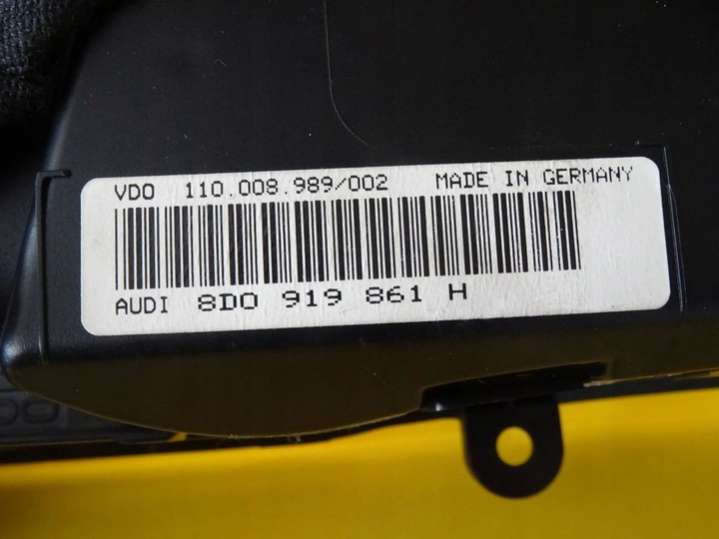 VDO 110.008.989/002 MADE IN GERMANY
AUDI 8D0 919 861 H